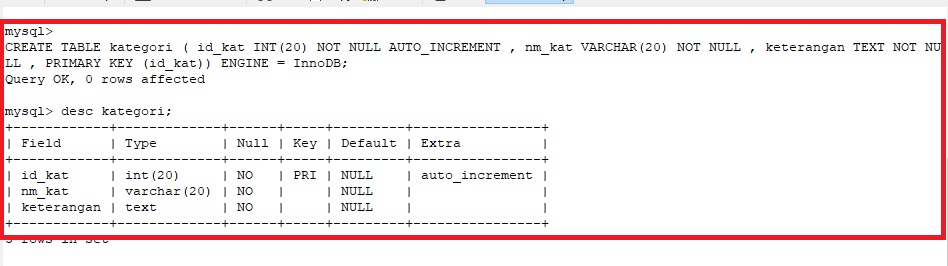 mysql>
CREATE TABLE kategori ( id_kat INT(20) NOT NULL AUTO_INCREMENT , nm_kat VARCHAR(20) NOT NULL , keterangan TEXT NOT NU
LL , PRIMARY KEY (id_kat)) ENGINE = InnoDB;
Query OK, 0 rows affected

mysql> desc kategori;
+------------+-------------+------+-----+---------+----------------+
| Field      | Type        | Null | Key | Default | Extra          |
+------------+-------------+------+-----+---------+----------------+
| id_kat     | int(20)     | NO   | PRI | NULL    | auto_increment |
| nm_kat     | varchar(20) | NO   |     | NULL    |                |
| keterangan | text        | NO   |     | NULL    |                |
+------------+-------------+------+-----+---------+----------------+
3 rows in set